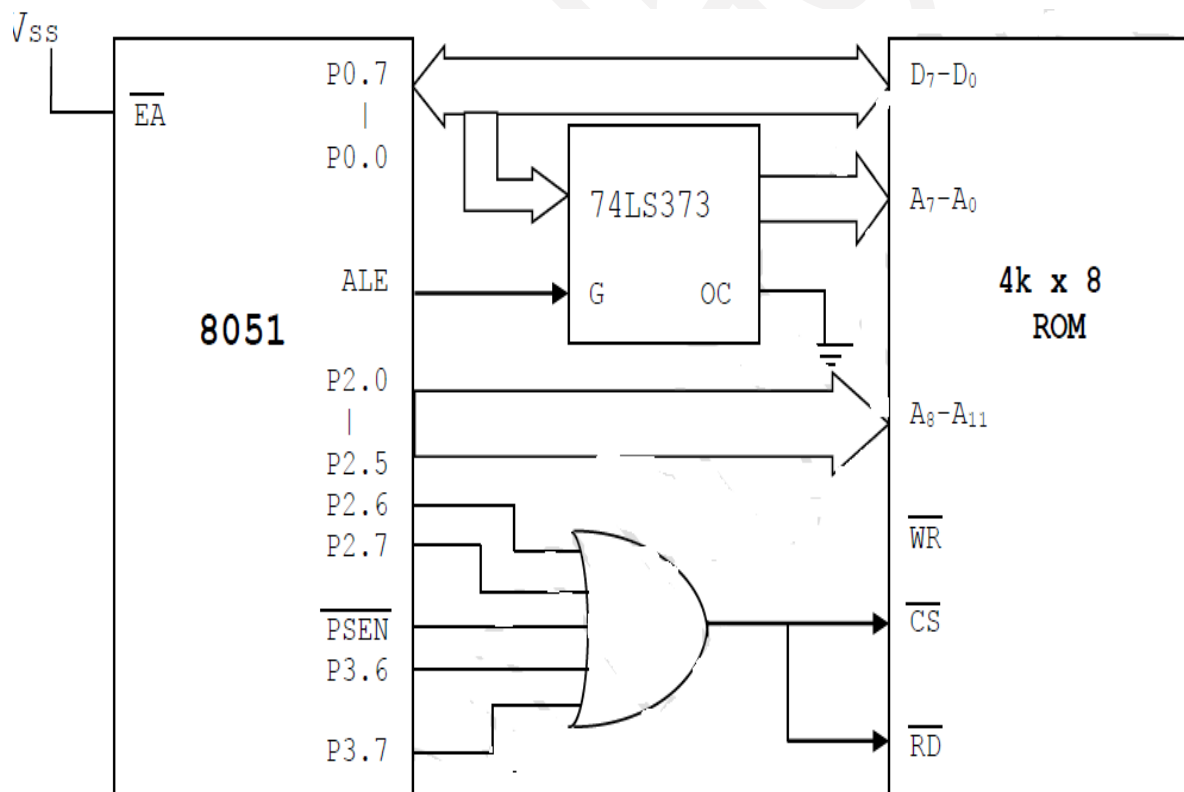 Vss
EA
P0.7
|
P0.0
ALE
8051
P2.0
|
P2.5
P2.6
P2.7
PSEN
P3.6
P3.7
74LS373
G OC
D₇-D₀
A₇-A₀
4k x 8
ROM
A₈-A₁₁
WR
CS
RD